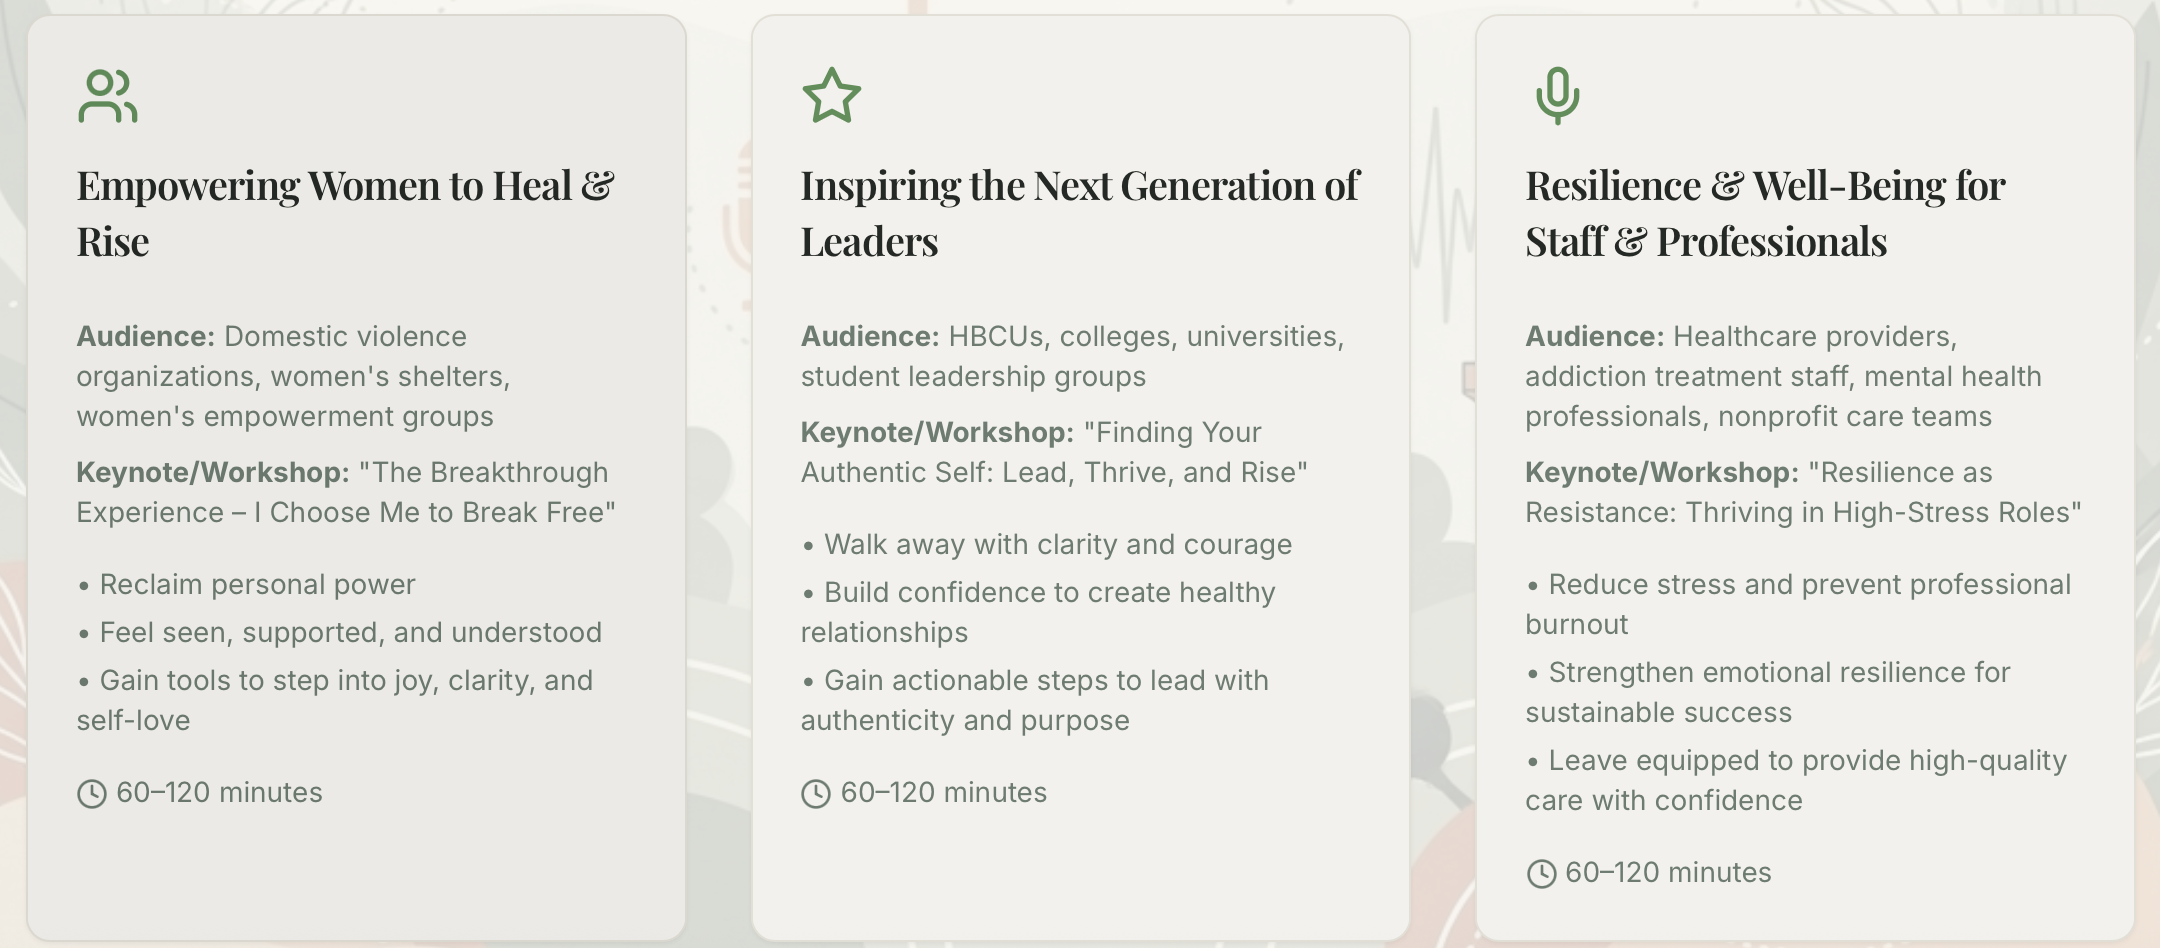 Empowering Women to Heal &
Rise
Audience: Domestic violence
organizations, women's shelters,
women's empowerment groups
Keynote/Workshop: "The Breakthrough
Experience – I Choose Me to Break Free"
• Reclaim personal power
• Feel seen, supported, and understood
• Gain tools to step into joy, clarity, and
self-love
60–120 minutes
Inspiring the Next Generation of
Leaders
Audience: HBCUs, colleges, universities,
student leadership groups
Keynote/Workshop: "Finding Your
Authentic Self: Lead, Thrive, and Rise"
• Walk away with clarity and courage
• Build confidence to create healthy
relationships
• Gain actionable steps to lead with
authenticity and purpose
60–120 minutes
Resilience & Well-Being for
Staff & Professionals
Audience: Healthcare providers,
addiction treatment staff, mental health
professionals, nonprofit care teams
Keynote/Workshop: "Resilience as
Resistance: Thriving in High-Stress Roles"
• Reduce stress and prevent professional
burnout
• Strengthen emotional resilience for
sustainable success
• Leave equipped to provide high-quality
care with confidence
60–120 minutes